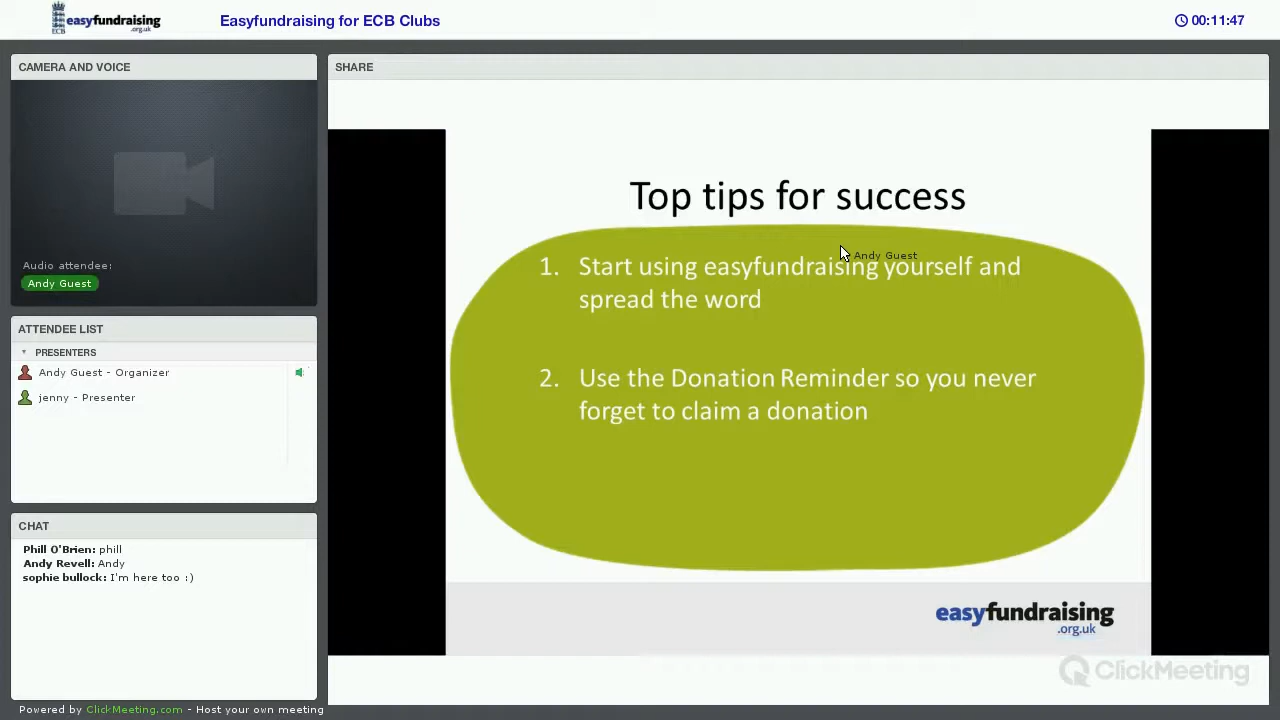 ECB
easyfundraising
.org.uk
Easyfundraising for ECB Clubs
00:11:47
CAMERA AND VOICE
Audio attendee:
Andy Guest
ATTENDEE LIST
PRESENTERS
Andy Guest - Organizer
jenny - Presenter
CHAT
Phill O'Brien: phill
Andy Revell: Andy
sophie bullock: I'm here too :)
Powered by ClickMeeting.com - Host your own meeting
SHARE
Top tips for success
Andy Guest
1. Start using easyfundraising yourself and
spread the word
2. Use the Donation Reminder so you never
forget to claim a donation
easyfundraising
.org.uk
ClickMeeting